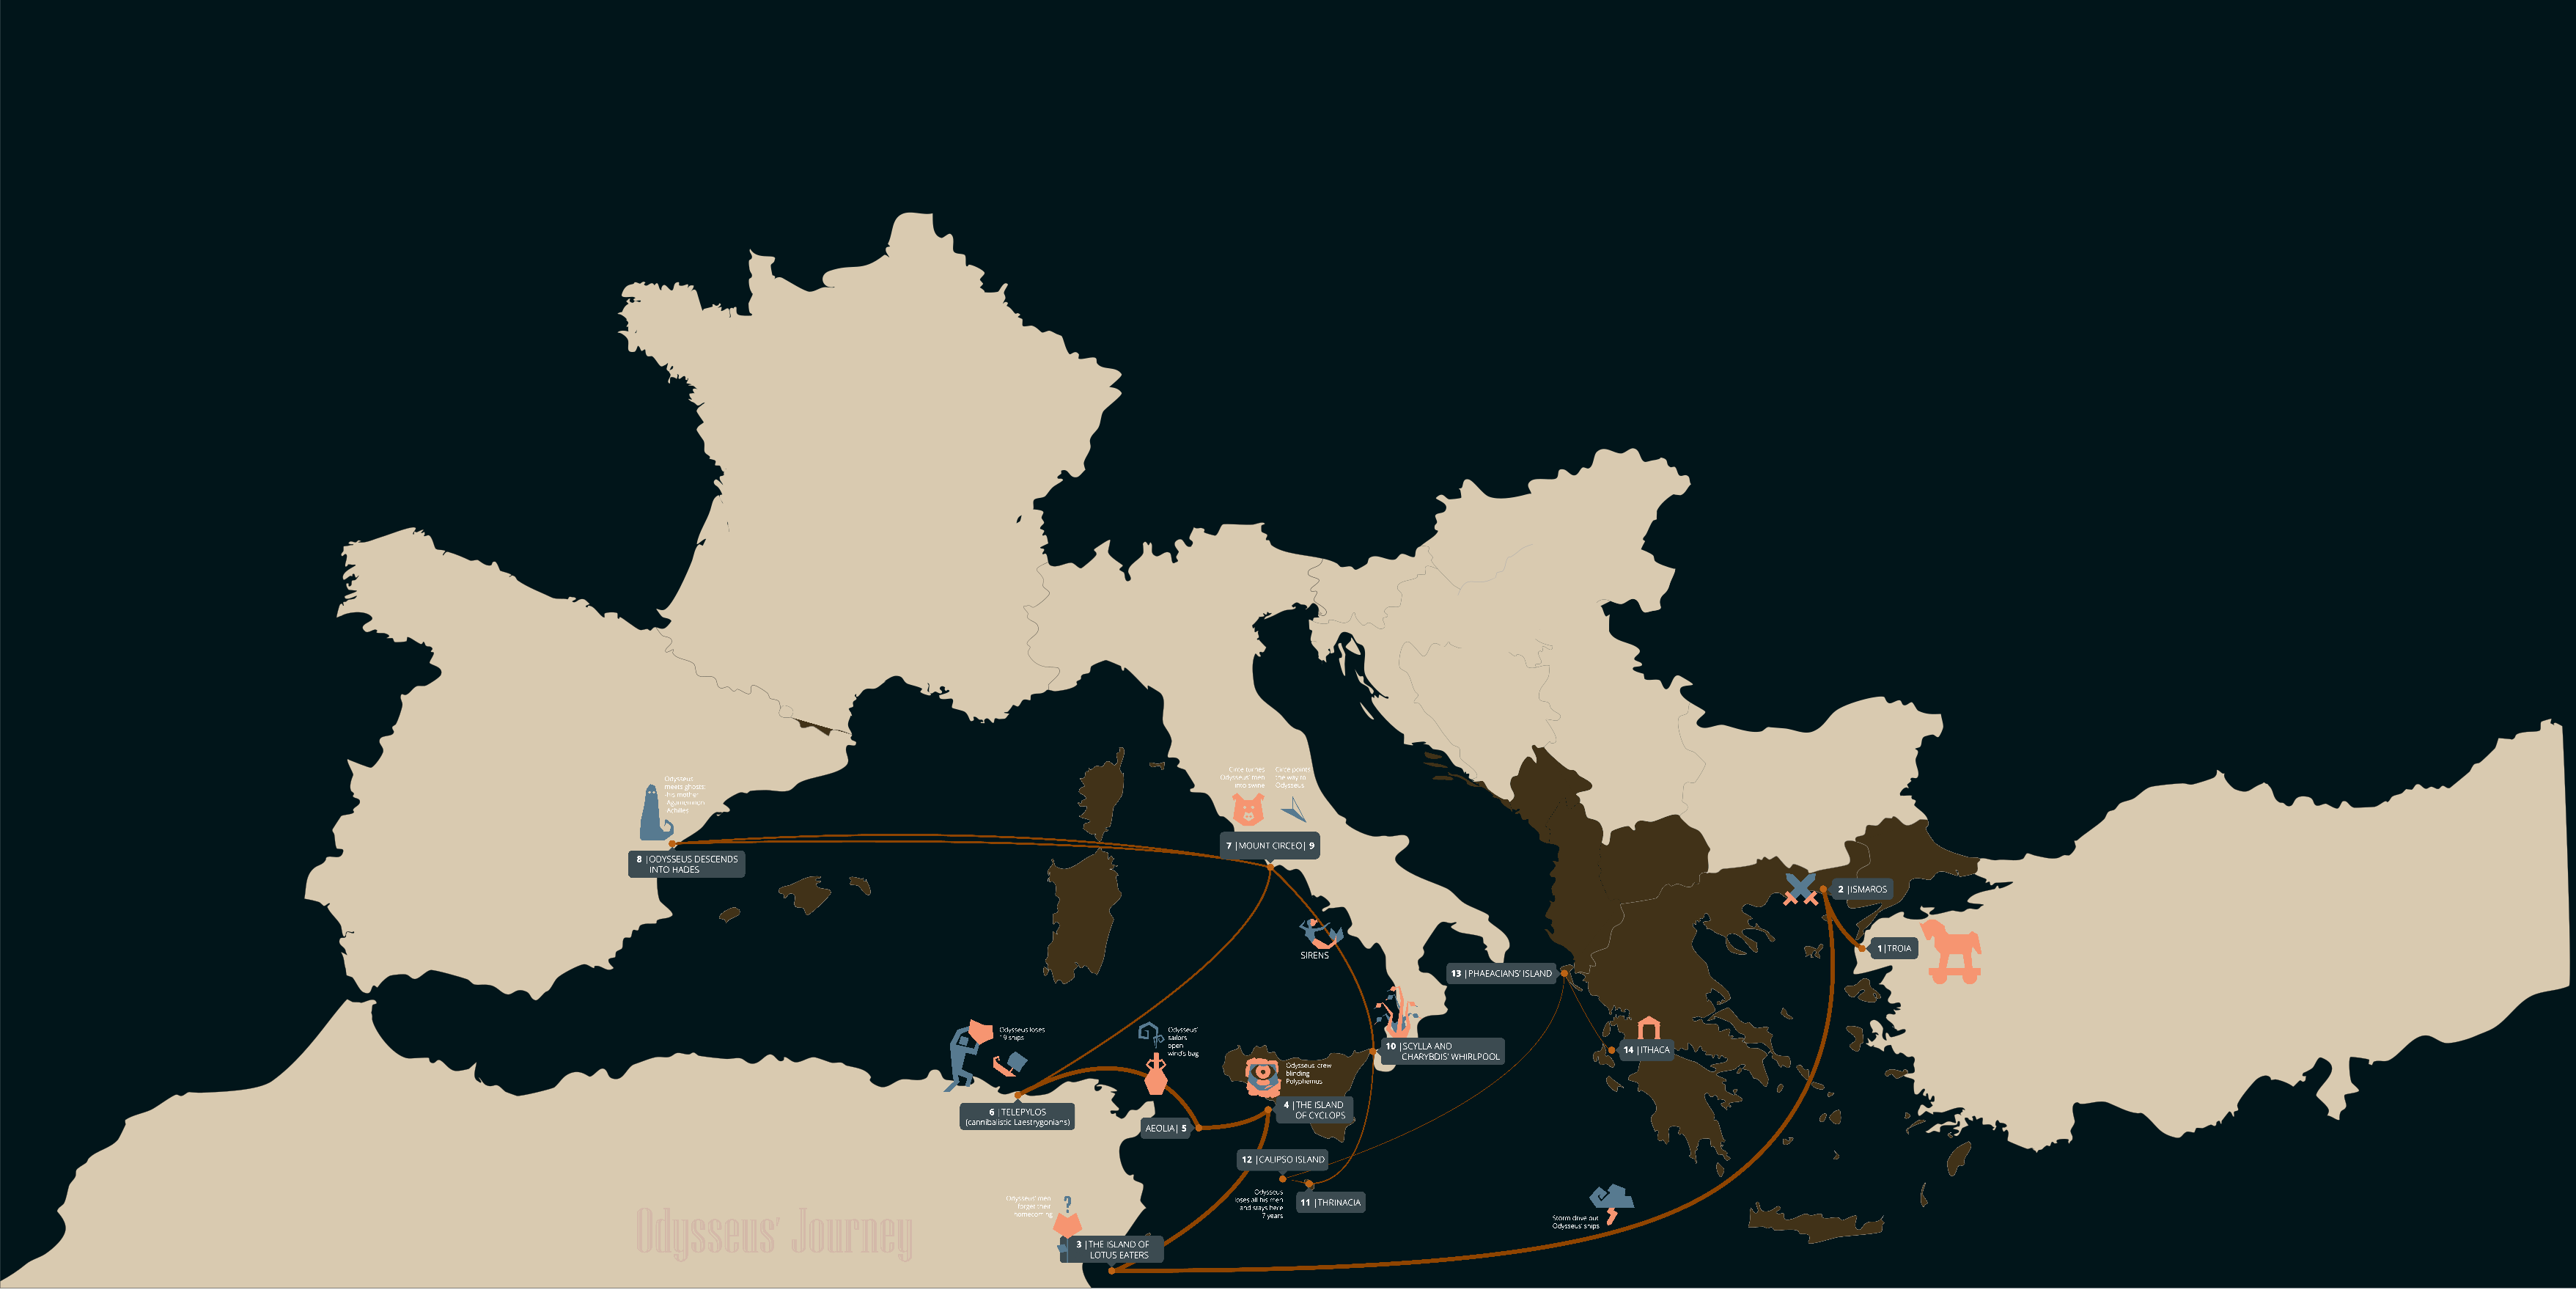 Odysseus
meets ghosts:
-his mother
-Agamemnon
-Achilles
8 |ODYSSEUS DESCENDS
INTO HADES
Circe turnes
Odysseus' men
into swine
Circe points
the way to
Odysseus
7 |MOUNT CIRCEO| 9
2 |ISMAROS
1 |TROIA
SIRENS
13 |PHAEACIANS' ISLAND
Odysseus loses
19 ships
Odysseus'
sailors
open
wind's bag
10 |SCYLLA AND
CHARYBDIS' WHIRLPOOL
14 |ITHACA
Odysseus' crew
blinding
Polyphemus
6 |TELEPYLOS
(cannibalistic Laestrygonians)
4 |THE ISLAND
OF CYCLOPS
AEOLIA| 5
12 |CALIPSO ISLAND
Odysseus
loses all his men
and stays here
7 years
11 |THRINACIA
Odysseus' men
forget their
homecoming
?
Storm drive out
Odysseus' ships
Odysseus' Journey
3 |THE ISLAND OF
LOTUS EATERS